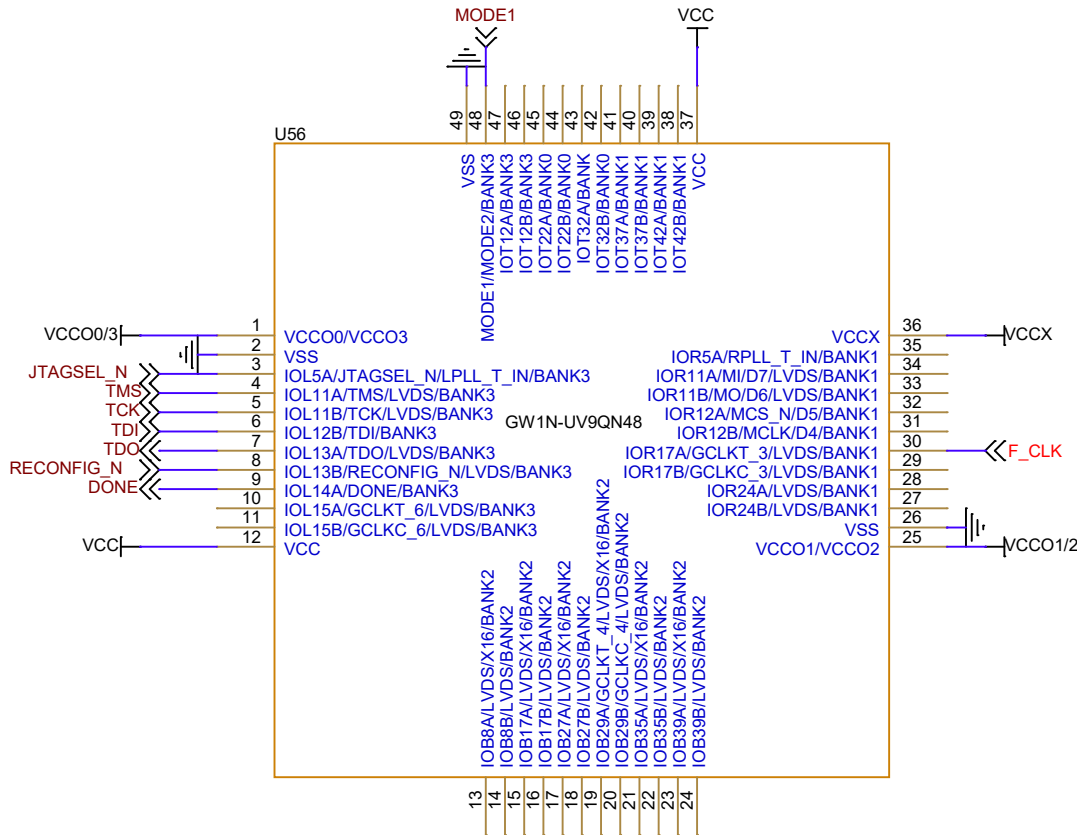 MODE1
VCC
49
48
47
46
45
44
43
42
41
40
39
38
37
U56
VSS
MODE1/MODE2/BANK3
IOT12A/BANK3
IOT12B/BANK3
IOT22A/BANK0
IOT22B/BANK0
IOT32A/BANK
IOT32B/BANK0
IOT37A/BANK1
IOT37B/BANK1
IOT42A/BANK1
IOT42B/BANK1
VCC
VCCO0/3 1 VCCO0/VCCO3
2 VSS
JTAGSEL_N 3 IOL5A/JTAGSEL_N/LPLL_T_IN/BANK3
TMS 4 IOL11A/TMS/LVDS/BANK3
TCK 5 IOL11B/TCK/LVDS/BANK3
TDI 6 IOL12B/TDI/BANK3
TDO 7 IOL13A/TDO/LVDS/BANK3
RECONFIG_N 8 IOL13B/RECONFIG_N/LVDS/BANK3
DONE 9 IOL14A/DONE/BANK3
10 IOL15A/GCLKT_6/LVDS/BANK3
11 IOL15B/GCLKC_6/LVDS/BANK3
VCC 12 VCC
GW1N-UV9QN48
VCCX 36 VCCX
IOR5A/RPLL_T_IN/BANK1 35
IOR11A/MI/D7/LVDS/BANK1 34
IOR11B/MO/D6/LVDS/BANK1 33
IOR12A/MCS_N/D5/BANK1 32
IOR12B/MCLK/D4/BANK1 31
IOR17A/GCLKT_3/LVDS/BANK1 30 F_CLK
IOR17B/GCLKC_3/LVDS/BANK1 29
IOR24A/LVDS/BANK1 28
IOR24B/LVDS/BANK1 27
VSS 26
VCCO1/VCCO2 25 VCCO1/2
IOB8A/LVDS/X16/BANK2
IOB8B/LVDS/BANK2
IOB17A/LVDS/X16/BANK2
IOB17B/LVDS/BANK2
IOB27A/LVDS/X16/BANK2
IOB27B/LVDS/BANK2
IOB29A/GCLKT_4/LVDS/X16/BANK2
IOB29B/GCLKC_4/LVDS/BANK2
IOB35A/LVDS/X16/BANK2
IOB35B/LVDS/BANK2
IOB39A/LVDS/X16/BANK2
IOB39B/LVDS/BANK2
13
14
15
16
17
18
19
20
21
22
23
24